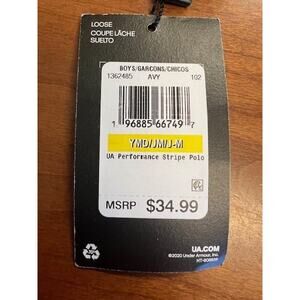 LOOSE
COUPE LÂCHE
SUELTO
BOYS/GARCONS/CHICOS
1362485 AVY 102
1 96885 66749 7
YMD/JM/J-M
UA Performance Stripe Polo
MSRP $34.99
UA.COM
©2020 Under Armour, Inc.